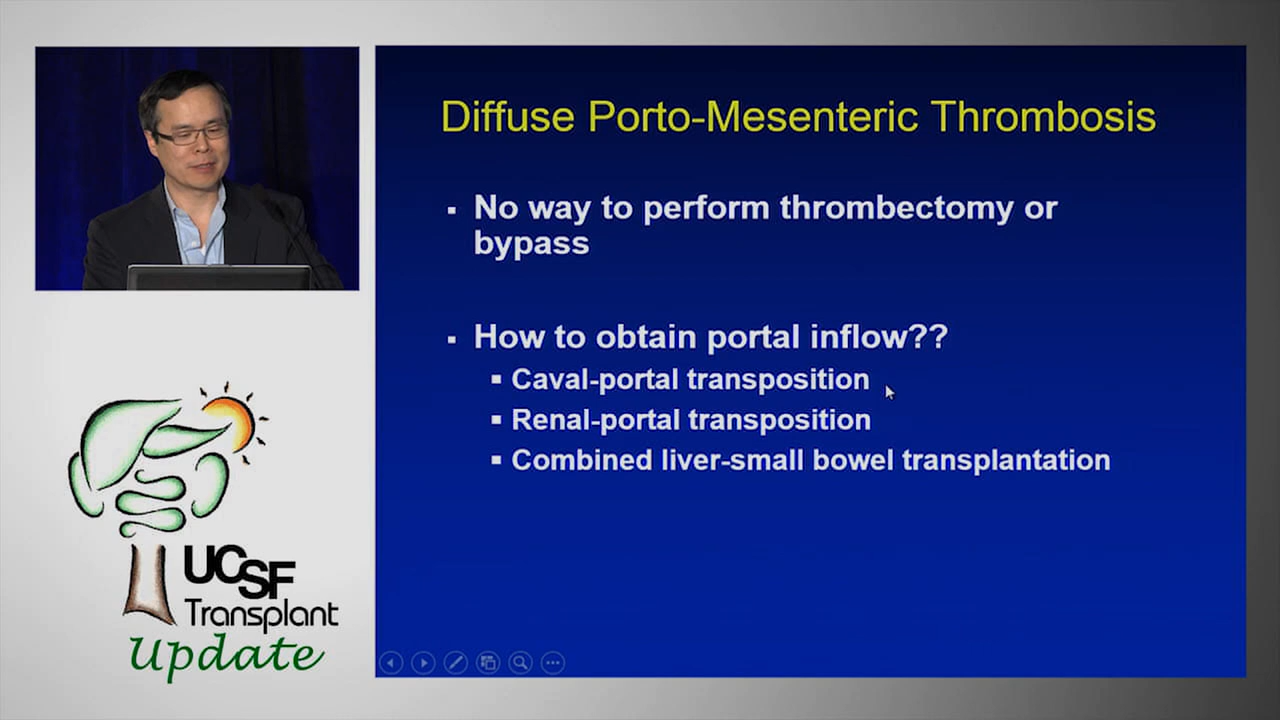 Diffuse Porto-Mesenteric Thrombosis
▪ No way to perform thrombectomy or
bypass
▪ How to obtain portal inflow??
▪ Caval-portal transposition
▪ Renal-portal transposition
▪ Combined liver-small bowel transplantation
UCSF
Transplant
Update